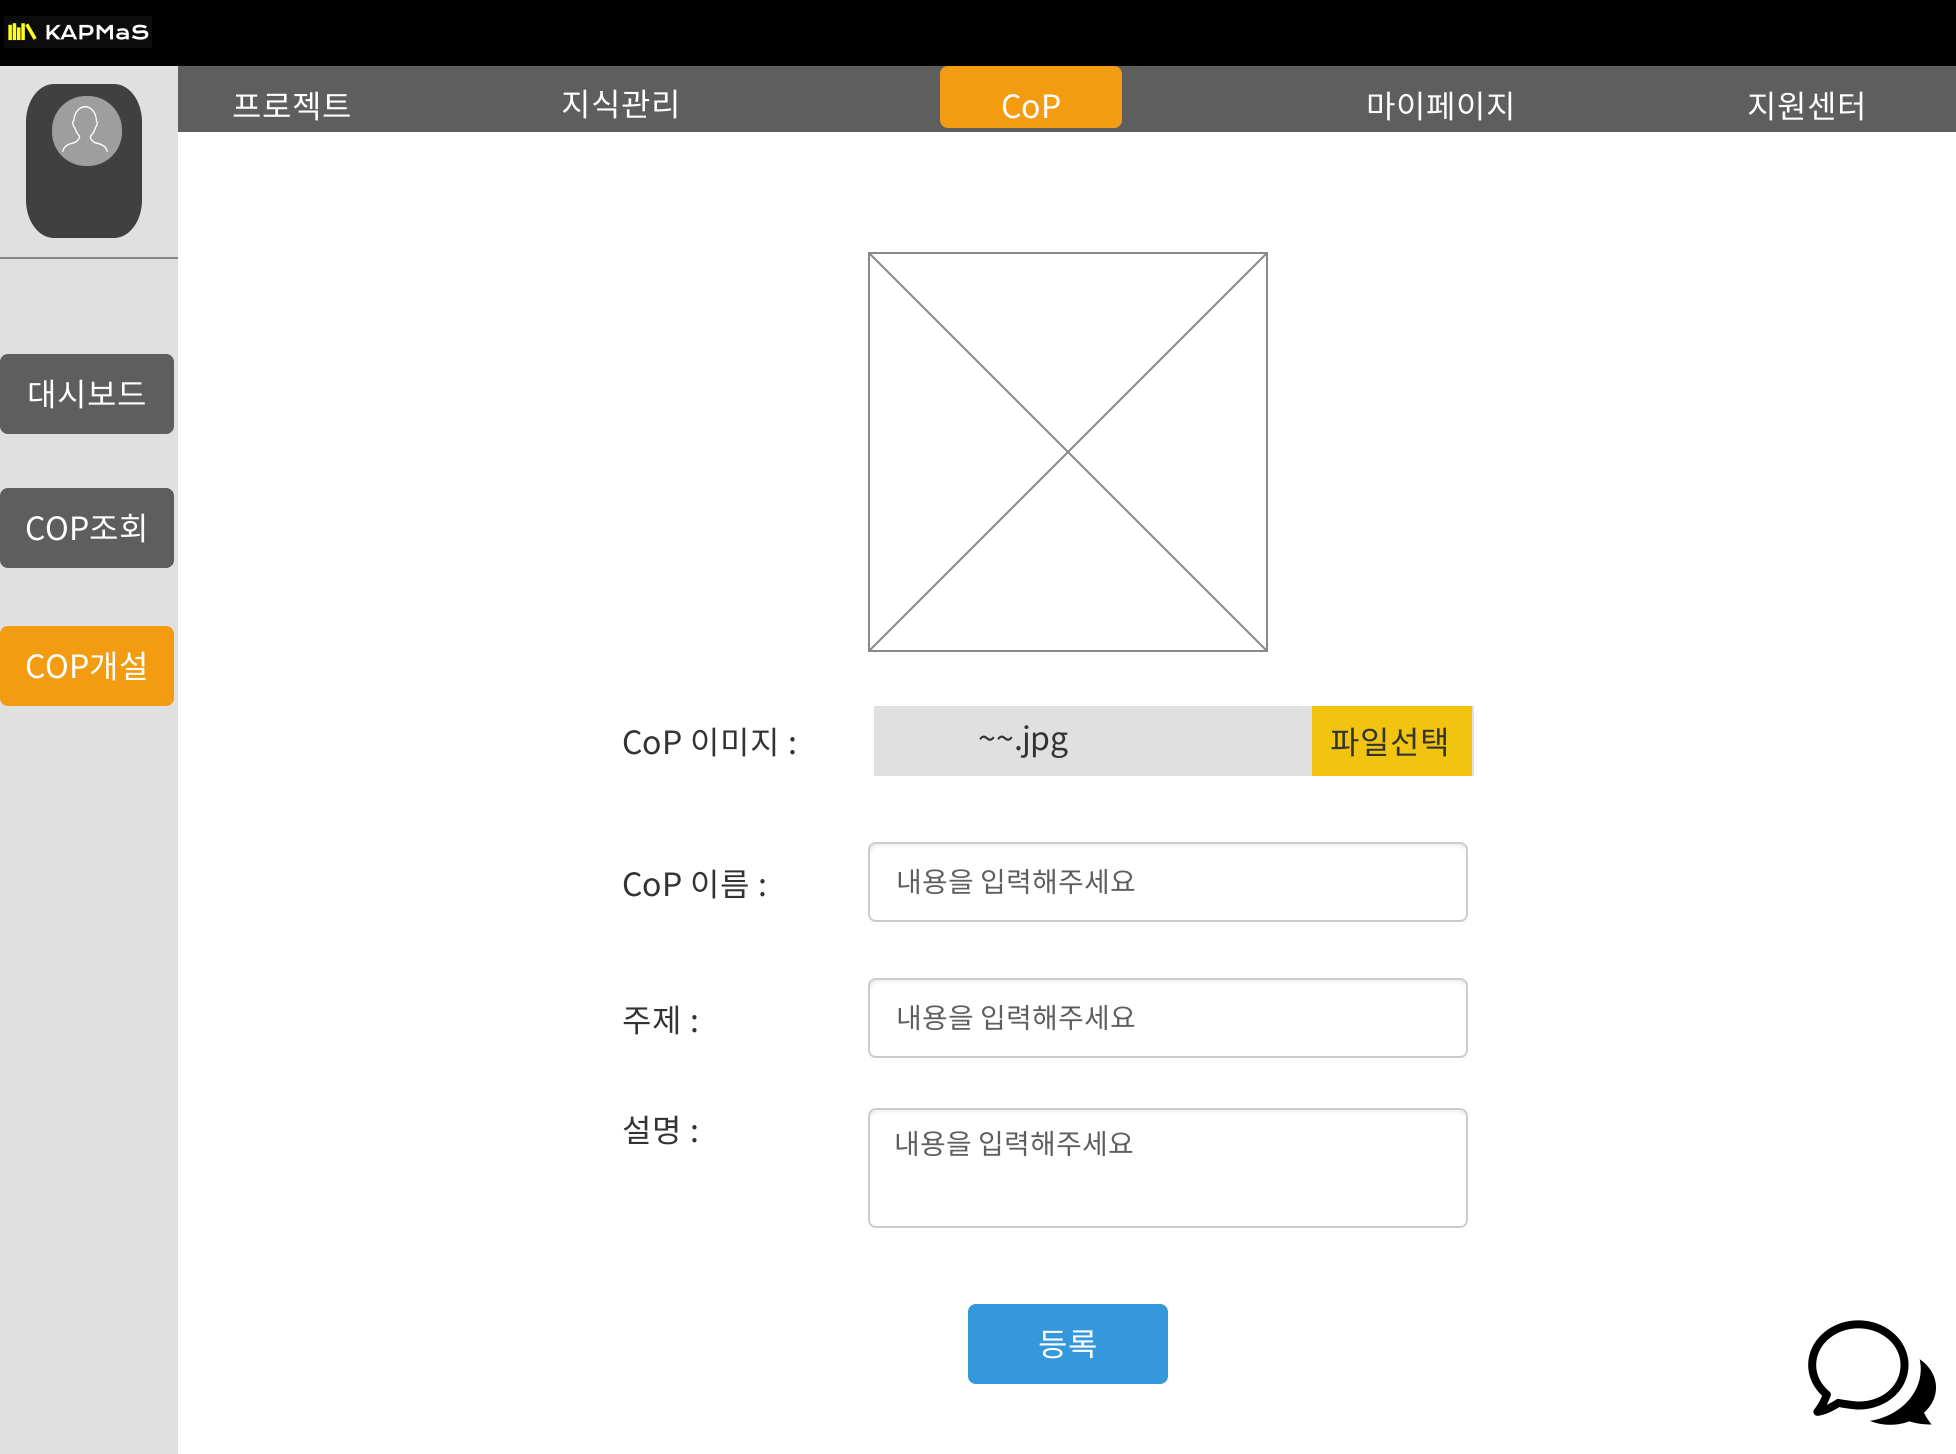 KAPMaS
프로젝트
지식관리
CoP
마이페이지
지원센터
대시보드
COP조회
COP개설
CoP 이미지 :
~~.jpg
파일선택
CoP 이름 :
내용을 입력해주세요
주제 :
내용을 입력해주세요
설명 :
내용을 입력해주세요
등록